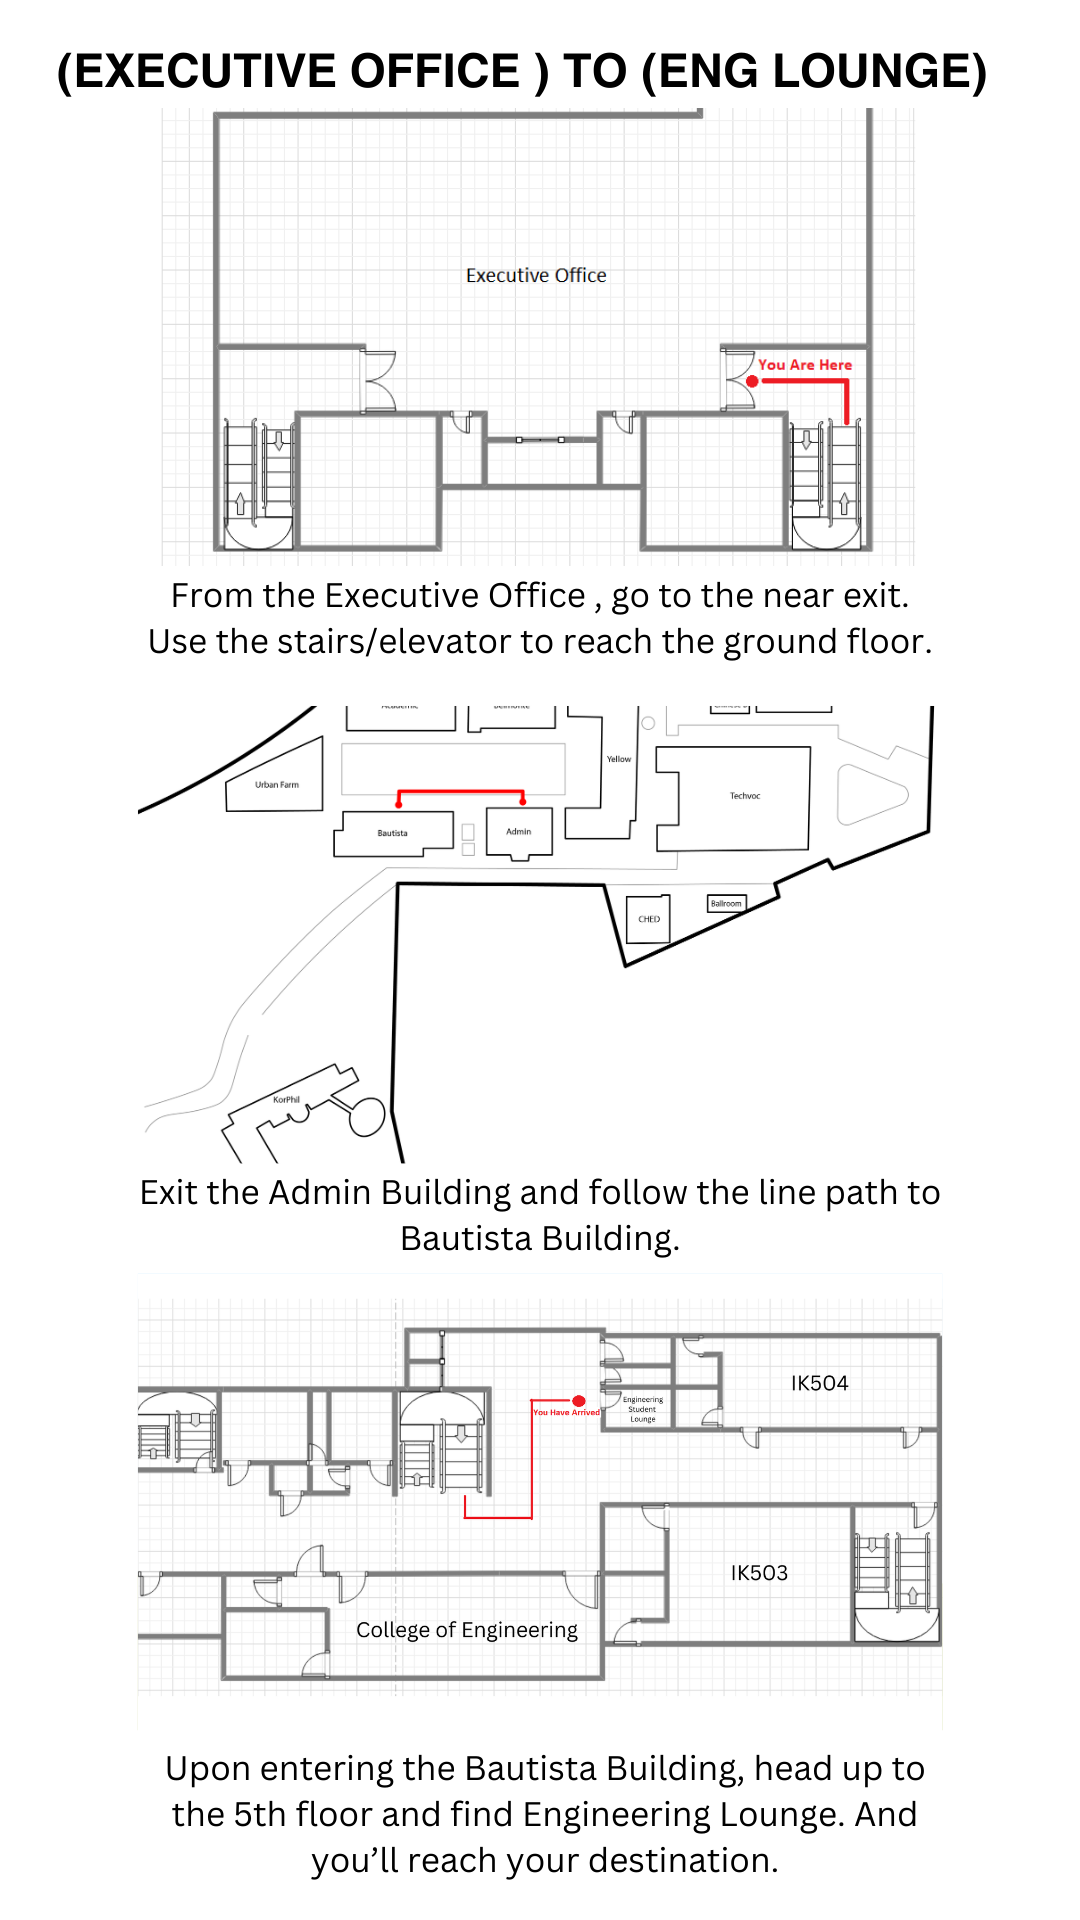 (EXECUTIVE OFFICE ) TO (ENG LOUNGE)
Executive Office
You Are Here
From the Executive Office , go to the near exit.
Use the stairs/elevator to reach the ground floor.
Urban Farm
Yellow
Techvoc
Bautista
Admin
CHED
Ballroom
KorPhil
Exit the Admin Building and follow the line path to
Bautista Building.
IK504
Engineering
Student
Lounge
You Have Arrived
IK503
College of Engineering
Upon entering the Bautista Building, head up to
the 5th floor and find Engineering Lounge. And
you’ll reach your destination.